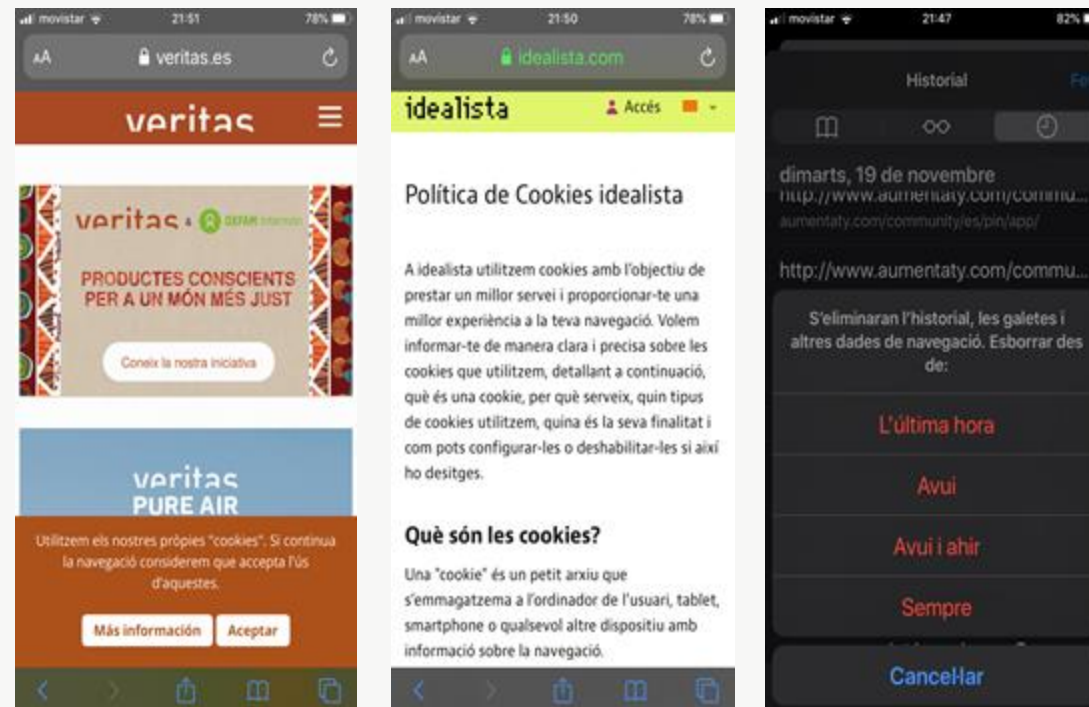 movistar 21:51 78%
AA veritas.es
veritas
veritas & OXFAM Intermón
PRODUCTES CONSCIENTS
PER A UN MÓN MÉS JUST
Coneix la nostra iniciativa
veritas
PURE AIR
Utilitzem els nostres pròpies "cookies". Si continua
la navegació considerem que accepta l'ús
d'aquestes.
Más información Aceptar
movistar 21:50 78%
AA idealista.com
idealista Accés
Política de Cookies idealista
A idealista utilitzem cookies amb l'objectiu de
prestar un millor servei i proporcionar-te una
millor experiència a la teva navegació. Volem
informar-te de manera clara i precisa sobre les
cookies que utilitzem, detallant a continuació,
què és una cookie, per què serveix, quin tipus
de cookies utilitzem, quina és la seva finalitat i
com pots configurar-les o deshabilitar-les si així
ho desitges.
Què són les cookies?
Una "cookie" és un petit arxiu que
s'emmagatzema a l'ordinador de l'usuari, tablet,
smartphone o qualsevol altre dispositiu amb
informació sobre la navegació.
movistar 21:47 82%
Historial
dimarts, 19 de novembre
http://www.aumentaty.com/commu...
aumentaty.com/community/es/pin/app/
http://www.aumentaty.com/commu...
S'eliminaran l'historial, les galetes i
altres dades de navegació. Esborrar des
de:
L'última hora
Avui
Avui i ahir
Sempre
Cancel·lar